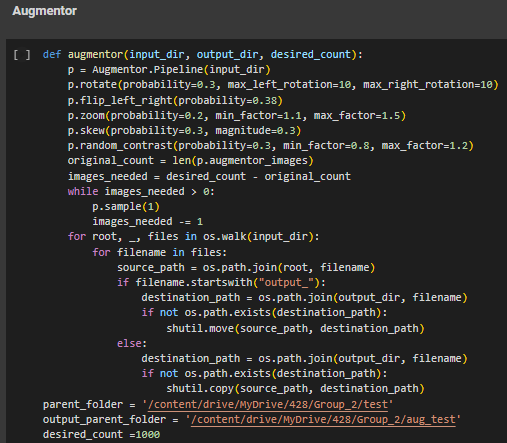 Augmentor
[ ] def augmentor(input_dir, output_dir, desired_count):
    p = Augmentor.Pipeline(input_dir)
    p.rotate(probability=0.3, max_left_rotation=10, max_right_rotation=10)
    p.flip_left_right(probability=0.38)
    p.zoom(probability=0.2, min_factor=1.1, max_factor=1.5)
    p.skew(probability=0.3, magnitude=0.3)
    p.random_contrast(probability=0.3, min_factor=0.8, max_factor=1.2)
    original_count = len(p.augmentor_images)
    images_needed = desired_count - original_count
    while images_needed > 0:
        p.sample(1)
        images_needed -= 1
    for root, _, files in os.walk(input_dir):
        for filename in files:
            source_path = os.path.join(root, filename)
            if filename.startswith("output_"):
                destination_path = os.path.join(output_dir, filename)
                if not os.path.exists(destination_path):
                    shutil.move(source_path, destination_path)
            else:
                destination_path = os.path.join(output_dir, filename)
                if not os.path.exists(destination_path):
                    shutil.copy(source_path, destination_path)
parent_folder = '/content/drive/MyDrive/428/Group_2/test'
output_parent_folder = '/content/drive/MyDrive/428/Group_2/aug_test'
desired_count =1000